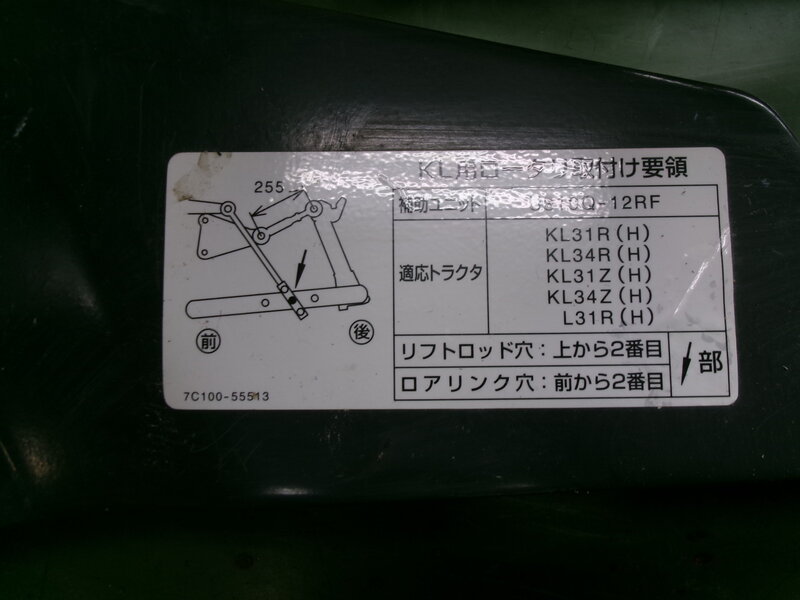 KL用ロータリ取付け要領
補助ユニット
適応トラクタ
KL31R(H)
KL34R(H)
KL31Z(H)
KL34Z(H)
L31R(H)
リフトロッド穴:上から2番目
ロアリンク穴:前から2番目
部
255
前
後
7C100-55513